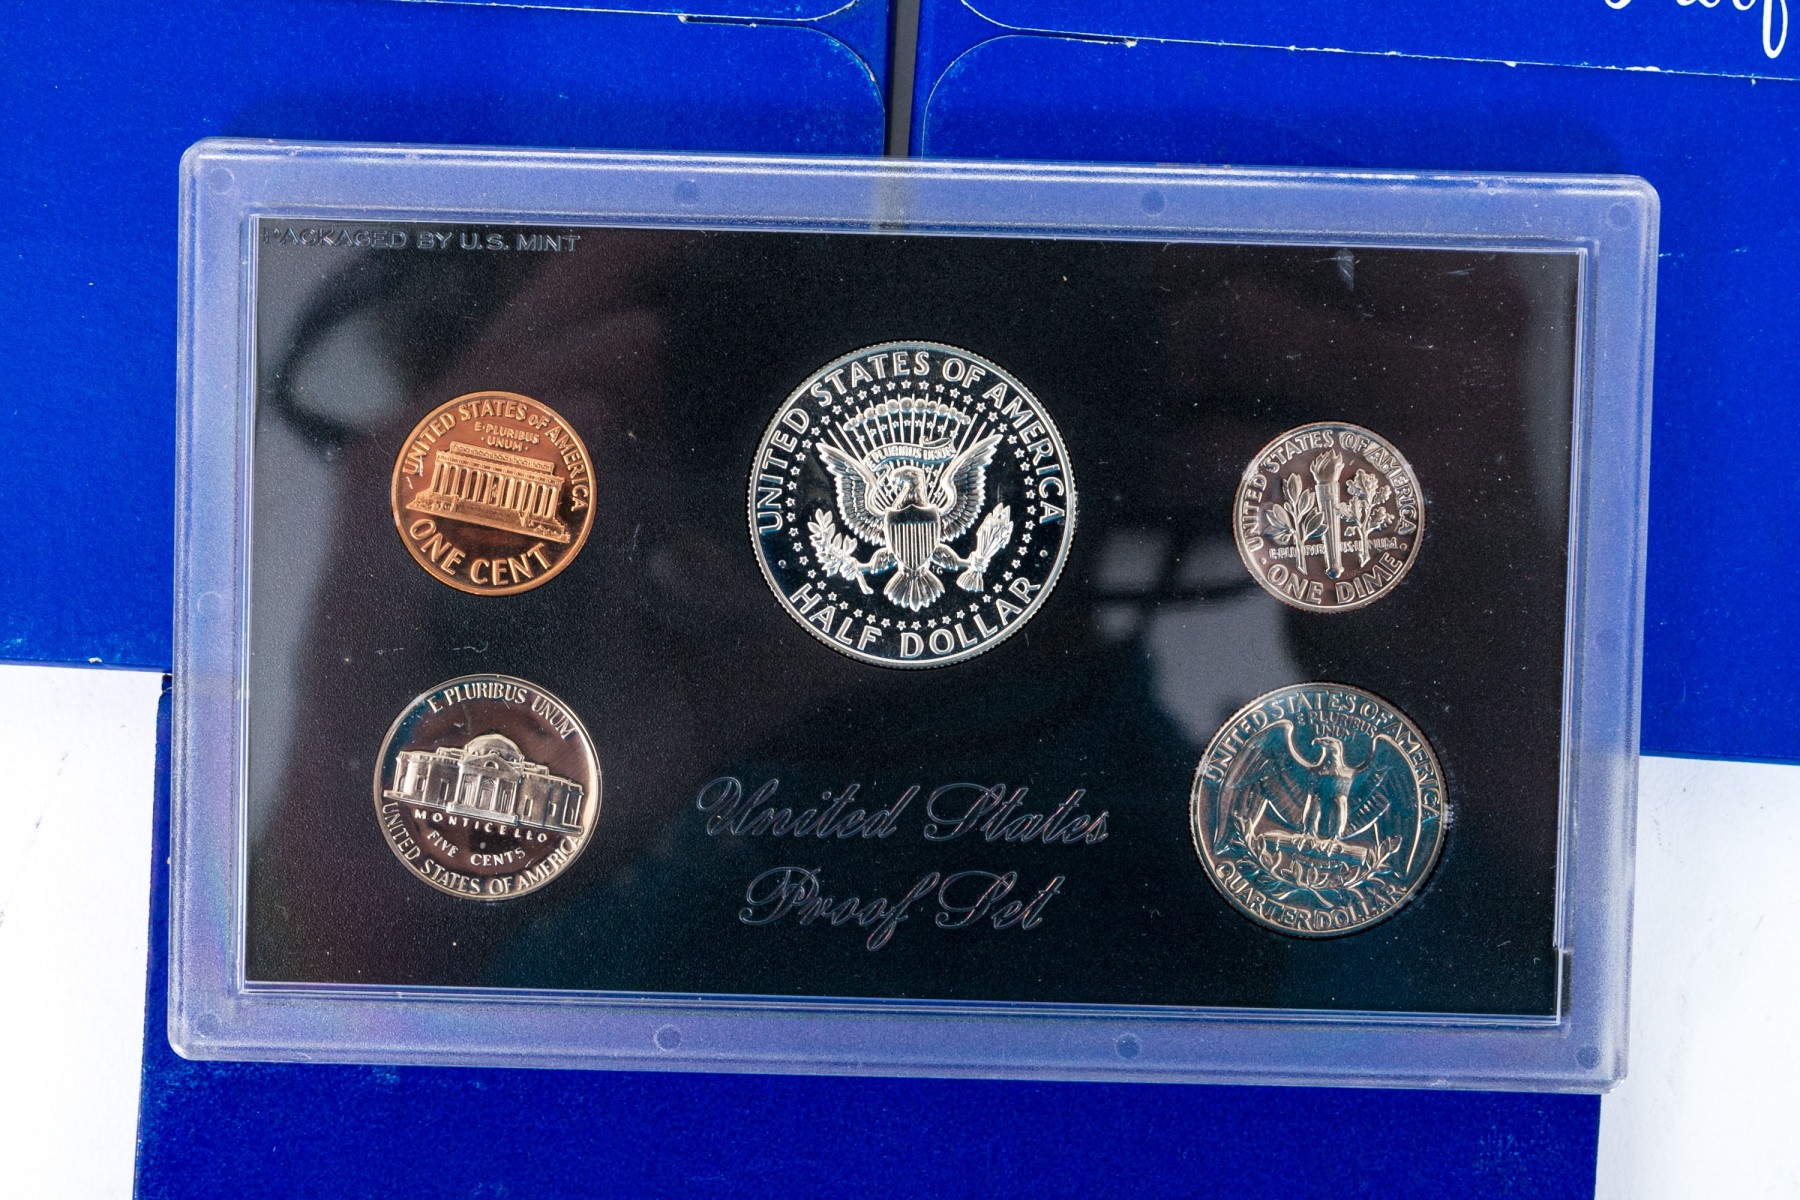 Proof
PACKAGED BY U.S. MINT
UNITED STATES OF AMERICA
E·PLURIBUS
·UNUM·
ONE CENT
UNITED STATES OF AMERICA
E PLURIBUS UNUM
HALF DOLLAR
UNITED STATES OF AMERICA
E·PLURIBUS·UNUM·
ONE DIME
E PLURIBUS UNUM
MONTICELLO
FIVE CENTS
UNITED STATES OF AMERICA
United States
Proof Set
UNITED STATES OF AMERICA
E PLURIBUS
UNUM
QUARTER DOLLAR